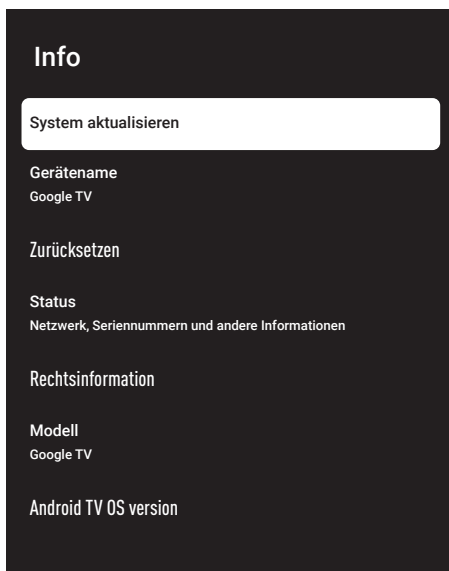 Info
System aktualisieren
Gerätename
Google TV
Zurücksetzen
Status
Netzwerk, Seriennummern und andere Informationen
Rechtsinformation
Modell
Google TV
Android TV OS version